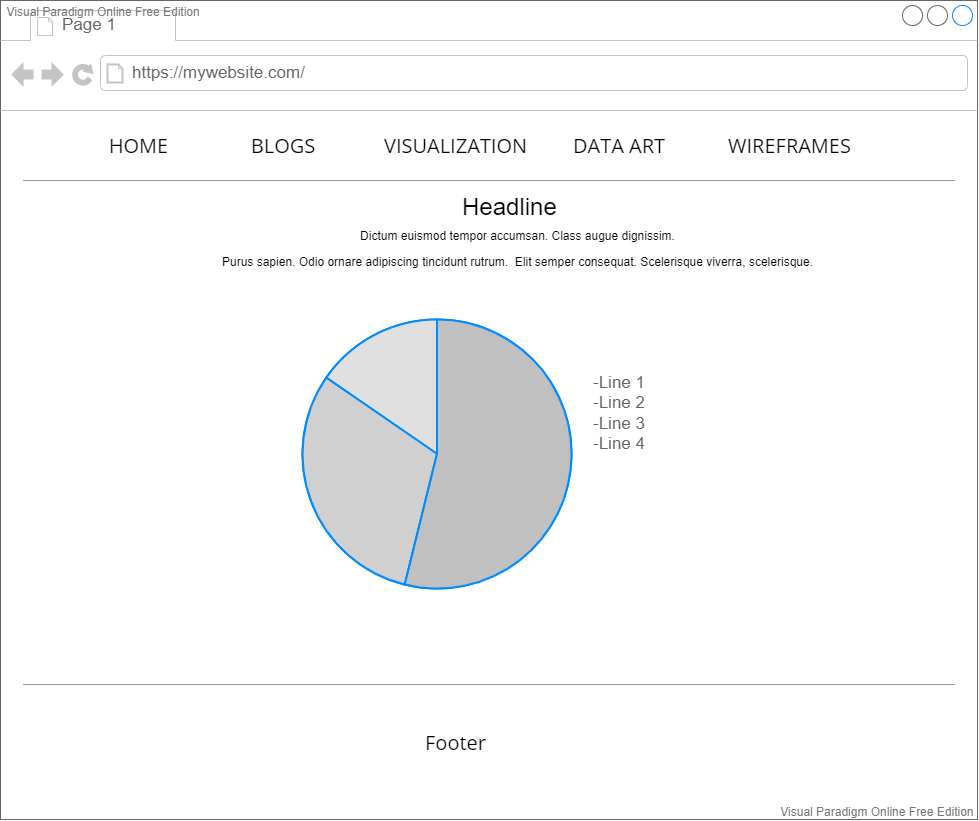 Visual Paradigm Online Free Edition
Page 1
https://mywebsite.com/
HOME BLOGS VISUALIZATION DATA ART WIREFRAMES
Headline
Dictum euismod tempor accumsan. Class augue dignissim.
Purus sapien. Odio ornare adipiscing tincidunt rutrum.  Elit semper consequat. Scelerisque viverra, scelerisque.
-Line 1
-Line 2
-Line 3
-Line 4
Footer
Visual Paradigm Online Free Edition